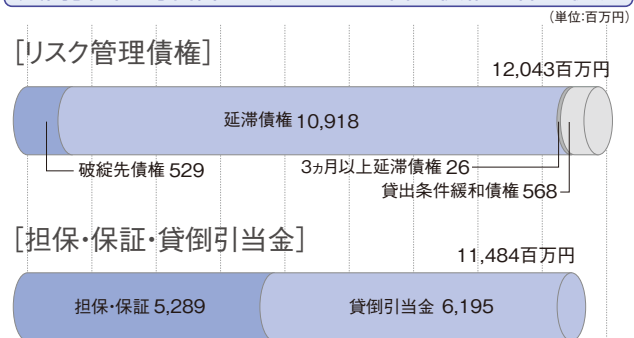 (単位:百万円)
[リスク管理債権]
12,043百万円
延滞債権 10,918
破綻先債権 529
3ヵ月以上延滞債権 26
貸出条件緩和債権 568
[担保・保証・貸倒引当金]
11,484百万円
担保・保証 5,289
貸倒引当金 6,195